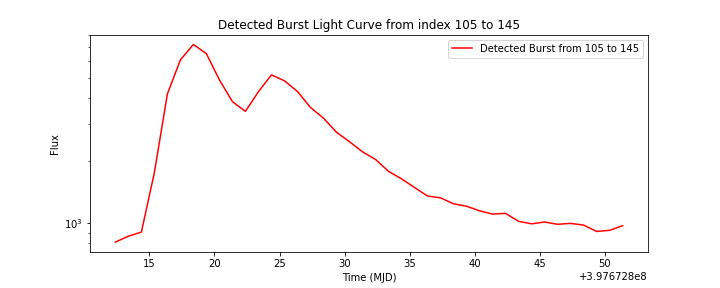 Detected Burst Light Curve from index 105 to 145
Detected Burst from 105 to 145
Flux
10³
15 20 25 30 35 40 45 50
Time (MJD)
+3.976728e8